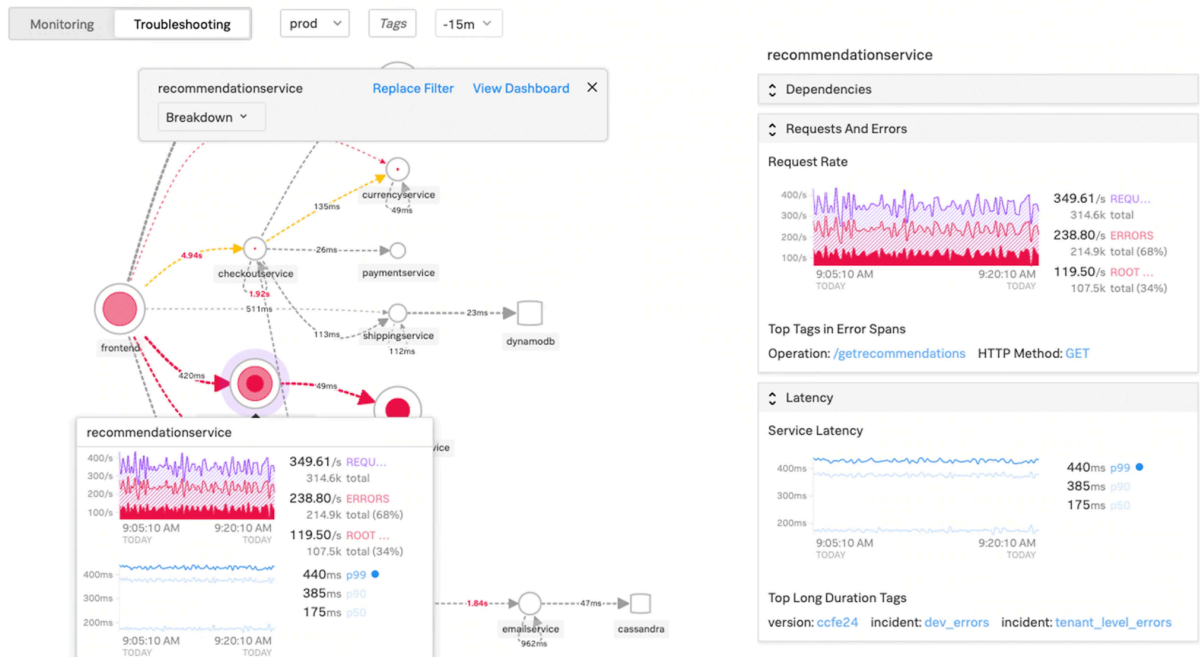 Monitoring
Troubleshooting
prod
Tags
-15m
recommendationservice
Replace Filter
View Dashboard
Breakdown
currencyservice
49ms
135ms
4.94s
26ms
checkoutservice
paymentservice
1.92s
511ms
113ms
shippingservice
112ms
23ms
dynamodb
frontend
420ms
49ms
vice
recommendationservice
400/s
300/s
200/s
100/s
9:05:10 AM
TODAY
9:20:10 AM
TODAY
349.61/s REQU...
314.6k total
238.80/s ERRORS
214.9k total (68%)
119.50/s ROOT ...
107.5k total (34%)
400ms
300ms
200ms
9:05:10 AM
TODAY
9:20:10 AM
TODAY
440ms p99
385ms p90
175ms p50
1.84s
emailservice
962ms
47ms
cassandra
recommendationservice
Dependencies
Requests And Errors
Request Rate
400/s
300/s
200/s
100/s
9:05:10 AM
TODAY
9:20:10 AM
TODAY
349.61/s REQU...
314.6k total
238.80/s ERRORS
214.9k total (68%)
119.50/s ROOT ...
107.5k total (34%)
Top Tags in Error Spans
Operation: /getrecommendations HTTP Method: GET
Latency
Service Latency
400ms
300ms
200ms
9:05:10 AM
TODAY
9:20:10 AM
TODAY
440ms p99
385ms p90
175ms p50
Top Long Duration Tags
version: ccfe24 incident: dev_errors incident: tenant_level_errors